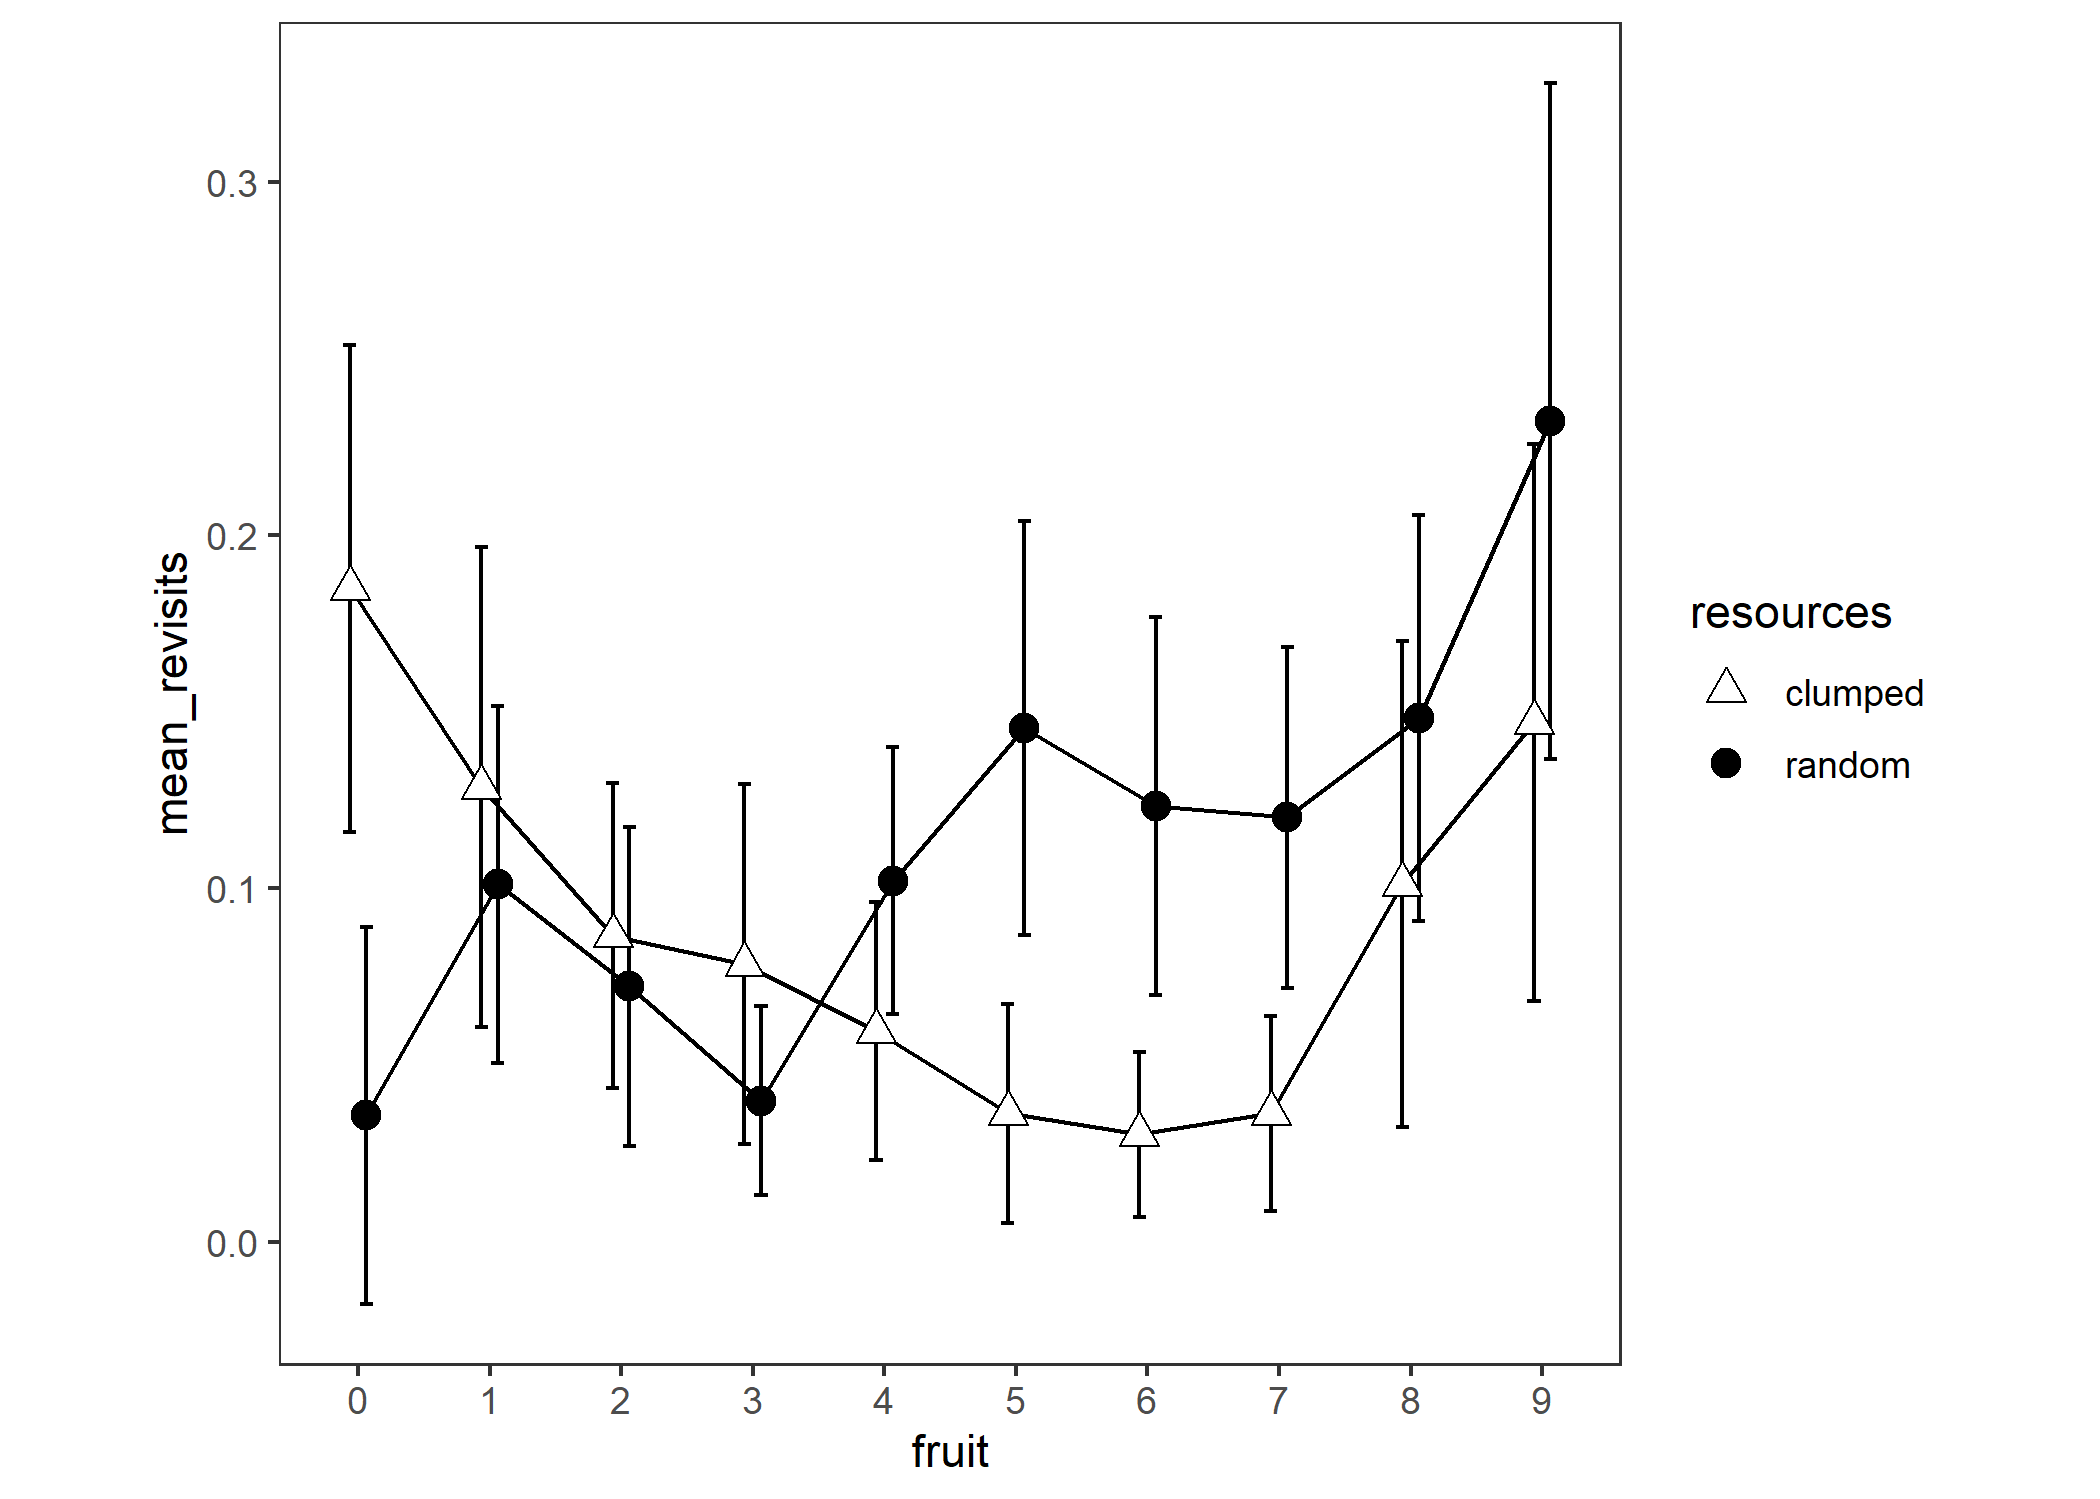 0.3
0.2
0.1
0.0
mean_revisits
0 1 2 3 4 5 6 7 8 9
fruit
resources
clumped
random